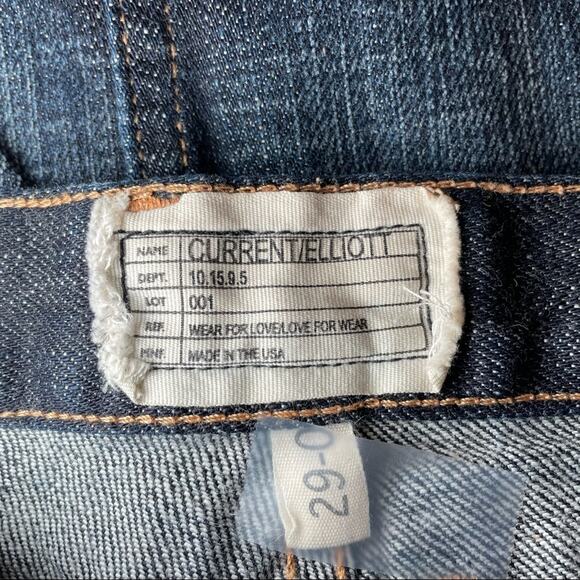 NAME CURRENT/ELLIOTT
DEPT. 10.15.9.5
LOT 001
REF. WEAR FOR LOVE/LOVE FOR WEAR
MNF. MADE IN THE USA
29-0